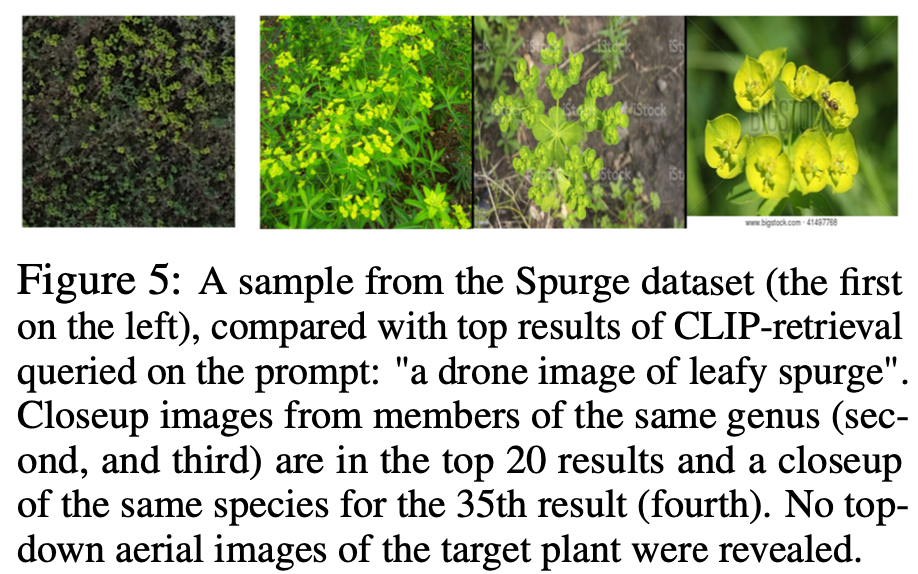 iStock
iStock
iStock
iStock
BIGSTOCK
www.bigstock.com · 41497768
Figure 5: A sample from the Spurge dataset (the first
on the left), compared with top results of CLIP-retrieval
queried on the prompt: "a drone image of leafy spurge".
Closeup images from members of the same genus (sec-
ond, and third) are in the top 20 results and a closeup
of the same species for the 35th result (fourth). No top-
down aerial images of the target plant were revealed.